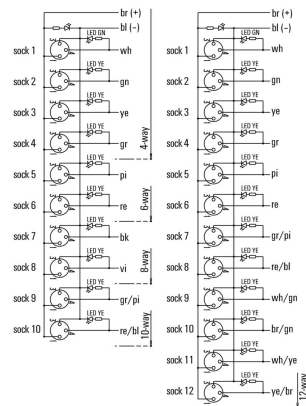 br (+)
bl (−)
LED GN
sock 1 wh
LED YE
sock 2 gn
LED YE
sock 3 ye
LED YE
sock 4 gr
4-way
LED YE
sock 5 pi
LED YE
sock 6 re
6-way
LED YE
sock 7 bk
LED YE
sock 8 vi
8-way
LED YE
sock 9 gr/pi
LED YE
sock 10 re/bl
10-way
br (+)
bl (−)
LED GN
sock 1 wh
LED YE
sock 2 gn
LED YE
sock 3 ye
LED YE
sock 4 gr
LED YE
sock 5 pi
LED YE
sock 6 re
LED YE
sock 7 gr/pi
LED YE
sock 8 re/bl
LED YE
sock 9 wh/gn
LED YE
sock 10 br/gn
LED YE
sock 11 wh/ye
LED YE
sock 12 ye/br
12-way